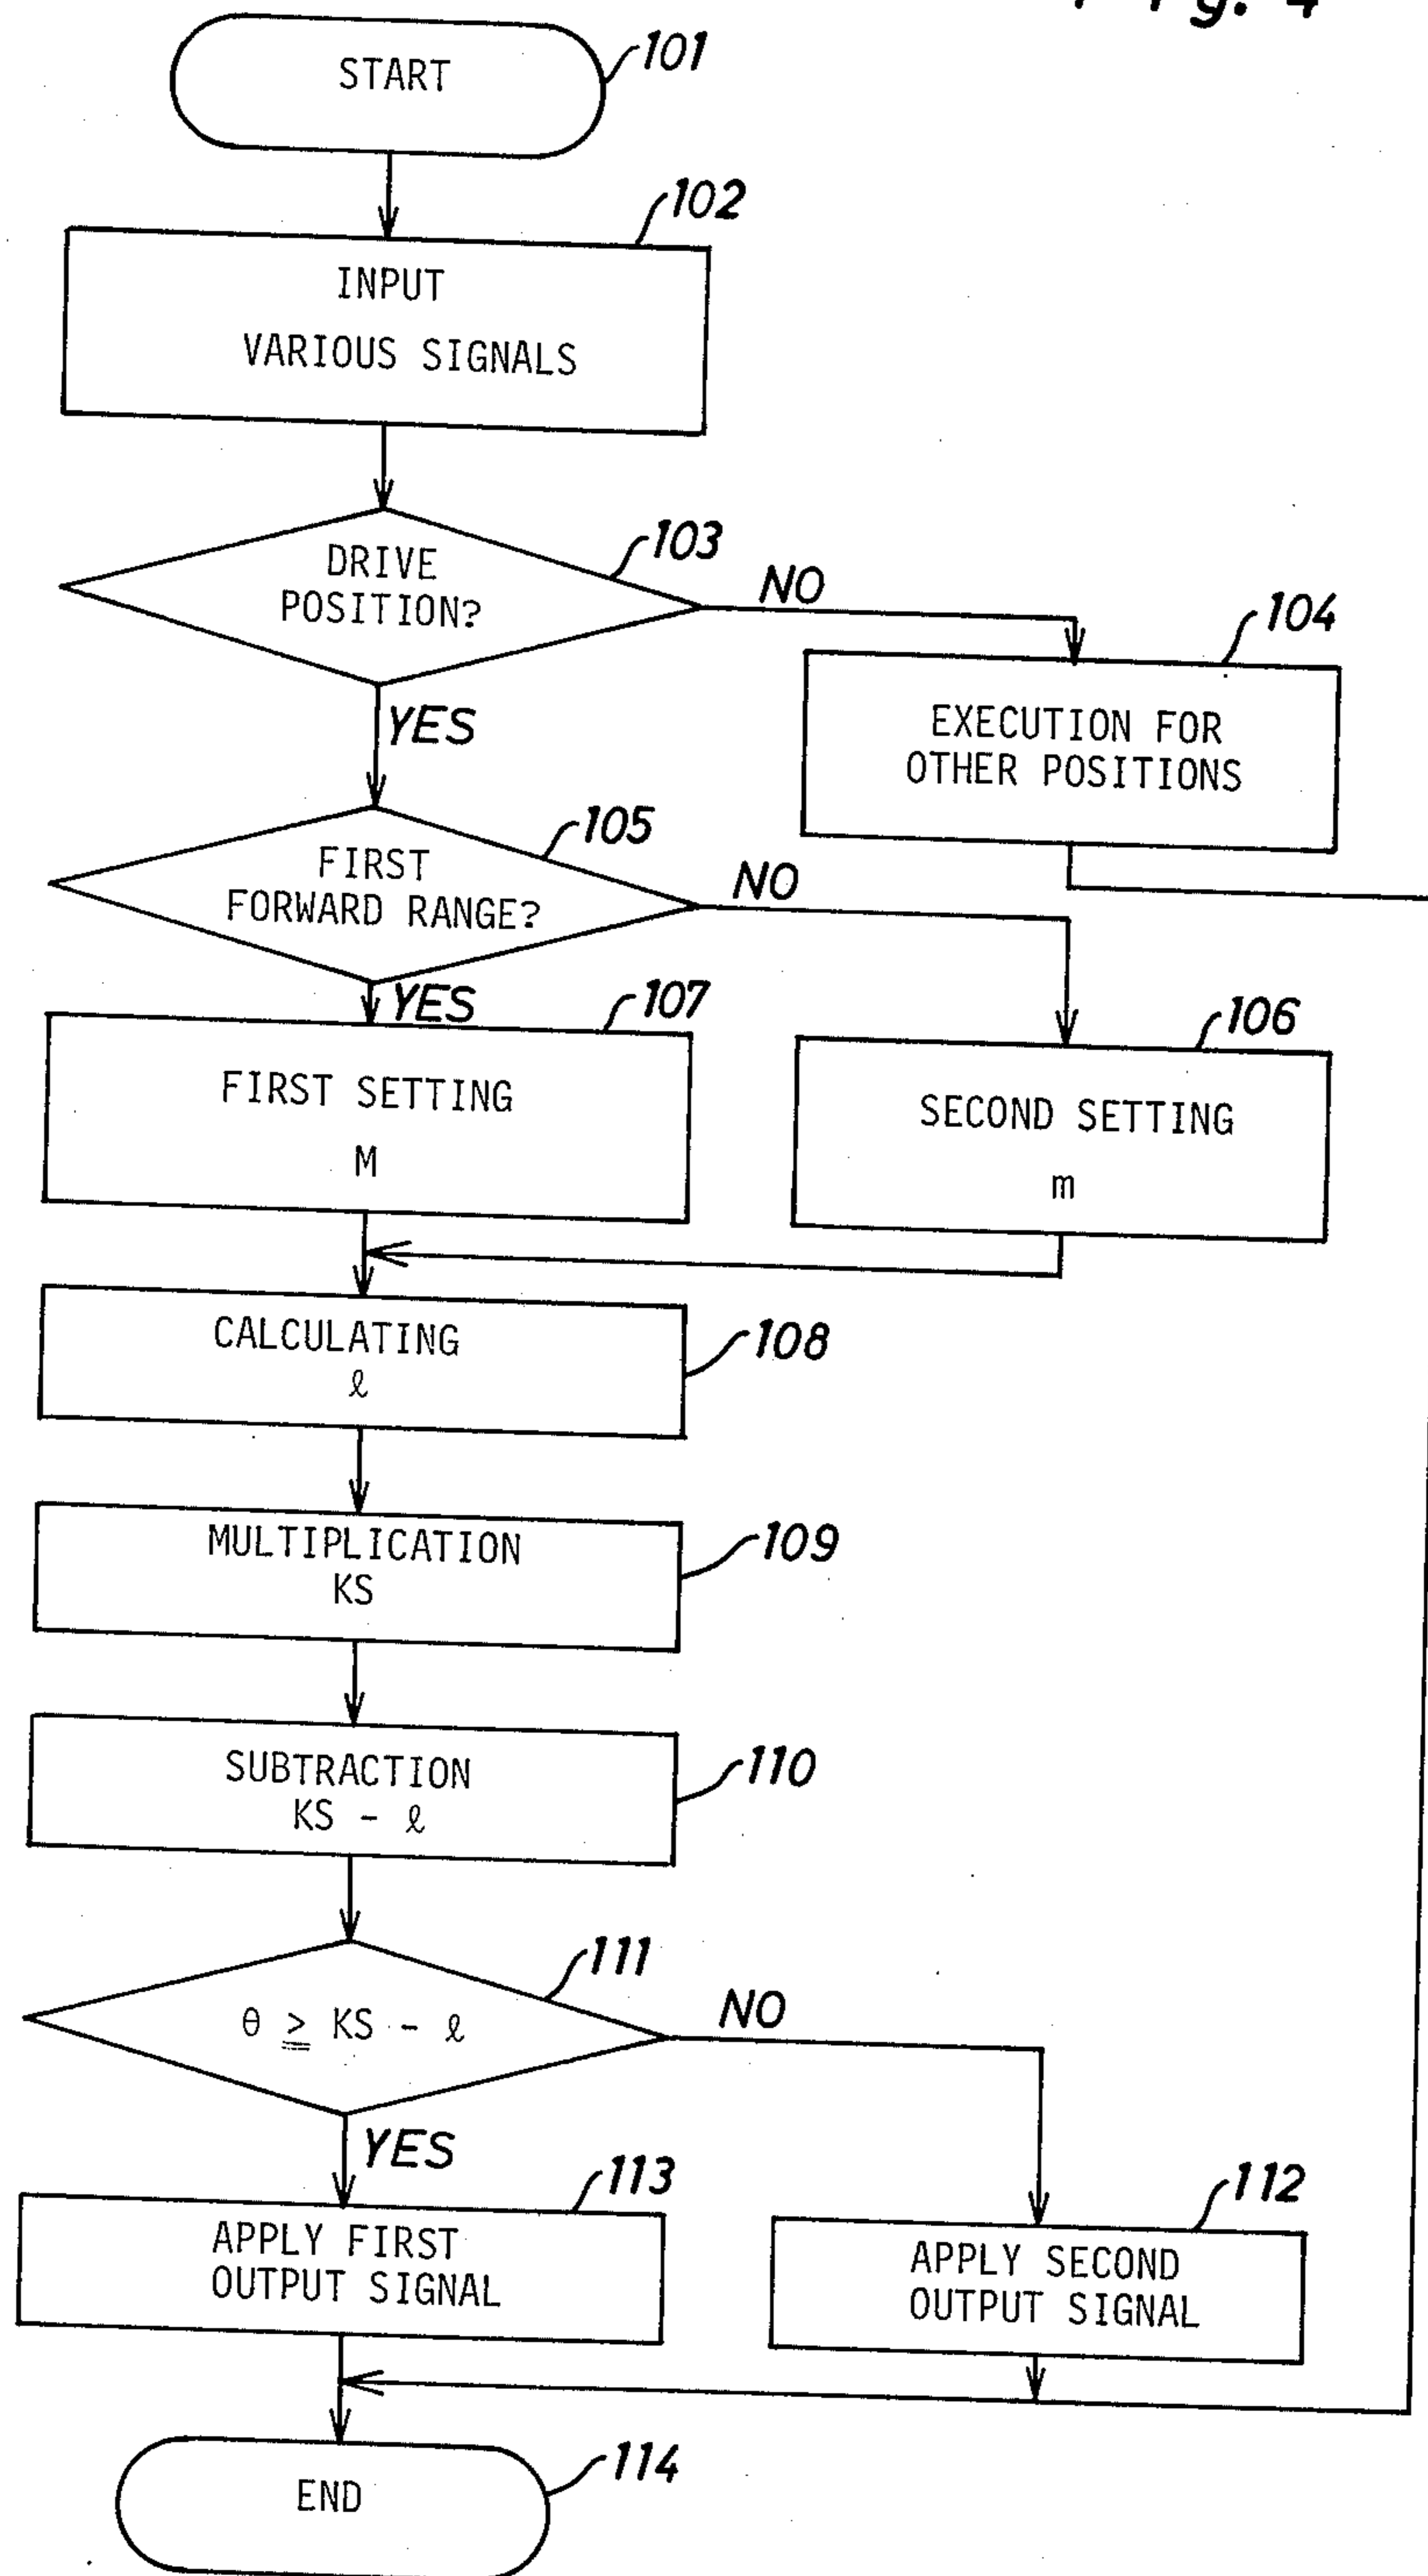 Fig. 4
START
101
102
INPUT
VARIOUS SIGNALS
103
DRIVE
POSITION?
NO
104
YES
EXECUTION FOR
OTHER POSITIONS
105
FIRST
FORWARD RANGE?
NO
YES
107
106
FIRST SETTING
M
SECOND SETTING
m
CALCULATING
ℓ
108
MULTIPLICATION
KS
109
SUBTRACTION
KS - ℓ
110
111
θ ≧ KS - ℓ
NO
YES
113
112
APPLY FIRST
OUTPUT SIGNAL
APPLY SECOND
OUTPUT SIGNAL
END
114